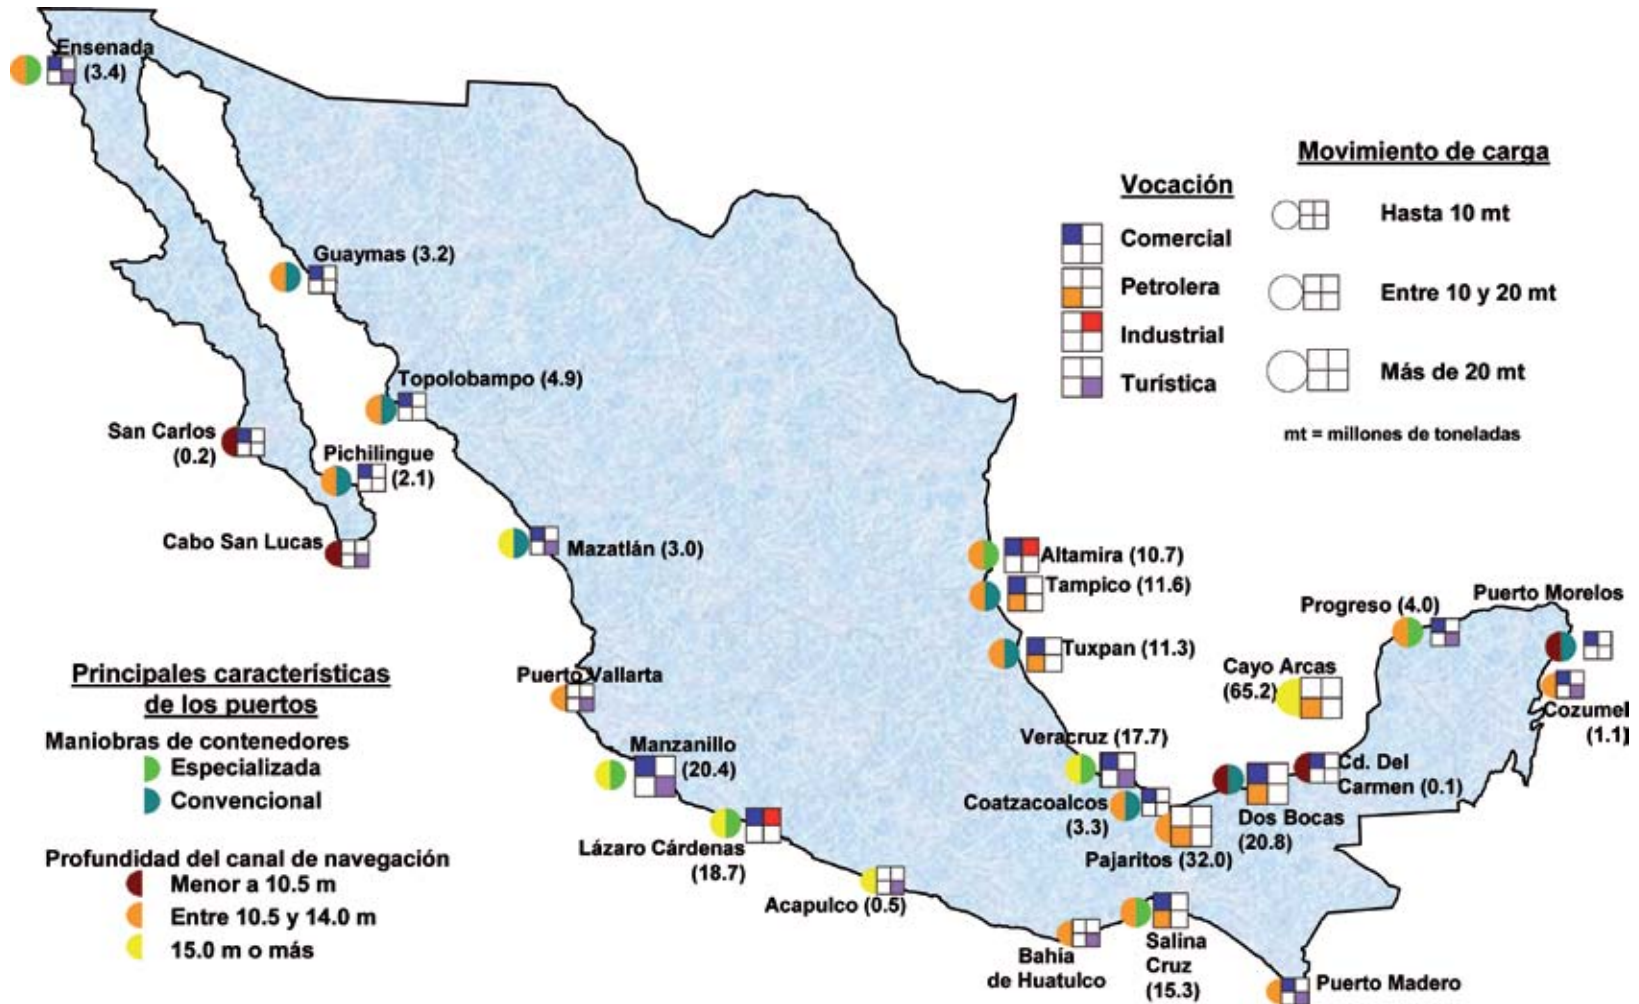 Ensenada
(3.4)
Guaymas (3.2)
Topolobampo (4.9)
San Carlos
(0.2)
Pichilingue
(2.1)
Cabo San Lucas
Mazatlán (3.0)
Puerto Vallarta
Manzanillo
(20.4)
Lázaro Cárdenas
(18.7)
Acapulco (0.5)
Bahía
de Huatulco
Salina
Cruz
(15.3)
Puerto Madero
Altamira (10.7)
Tampico (11.6)
Tuxpan (11.3)
Veracruz (17.7)
Coatzacoalcos
(3.3)
Pajaritos (32.0)
Dos Bocas
(20.8)
Cd. Del
Carmen (0.1)
Cayo Arcas
(65.2)
Progreso (4.0)
Puerto Morelos
Cozumel
(1.1)
Vocación
Comercial
Petrolera
Industrial
Turística
Movimiento de carga
Hasta 10 mt
Entre 10 y 20 mt
Más de 20 mt
mt = millones de toneladas
Principales características
de los puertos
Maniobras de contenedores
Especializada
Convencional
Profundidad del canal de navegación
Menor a 10.5 m
Entre 10.5 y 14.0 m
15.0 m o más